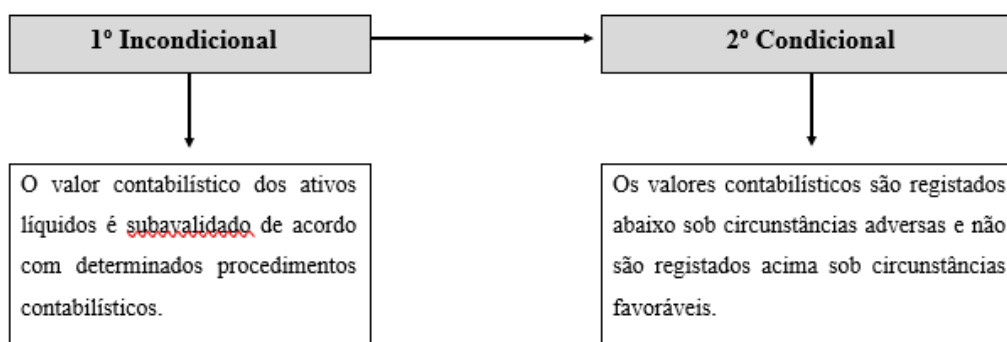 1º Incondicional
2º Condicional
O valor contabilístico dos ativos
líquidos é subavalidado de acordo
com determinados procedimentos
contabilísticos.
Os valores contabilísticos são registados
abaixo sob circunstâncias adversas e não
são registados acima sob circunstâncias
favoráveis.